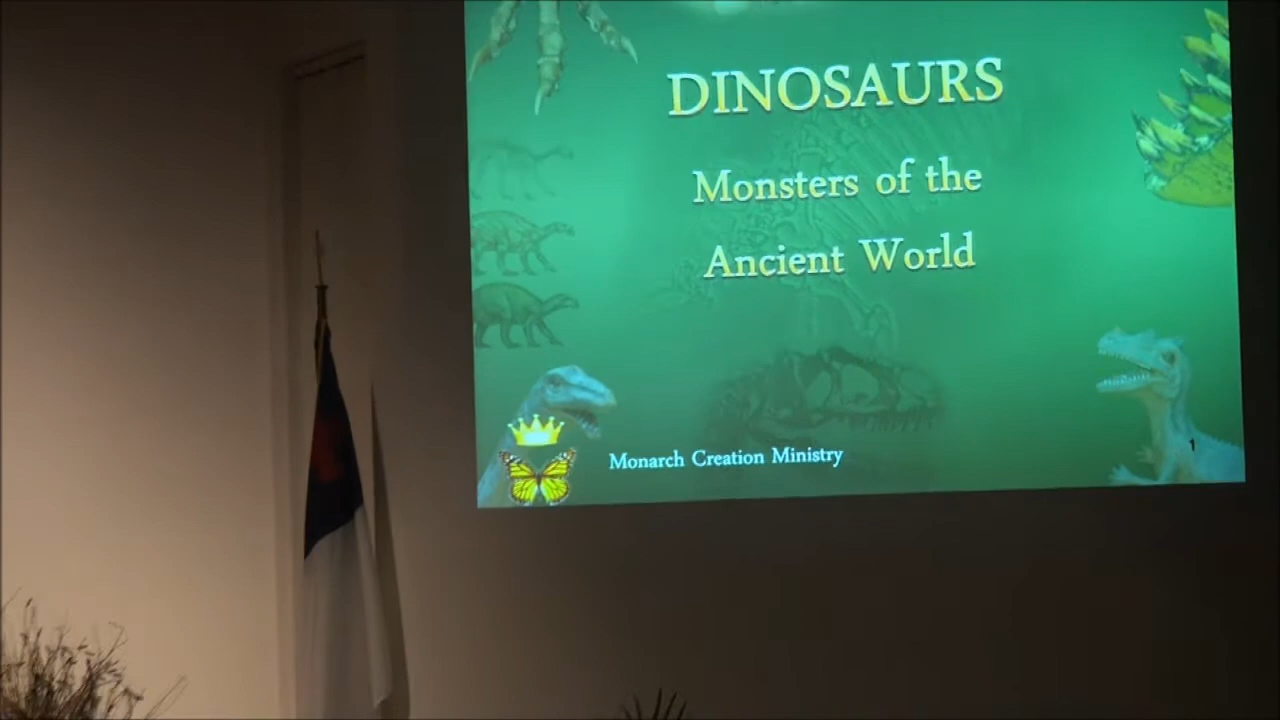 DINOSAURS
Monsters of the
Ancient World
Monarch Creation Ministry
1